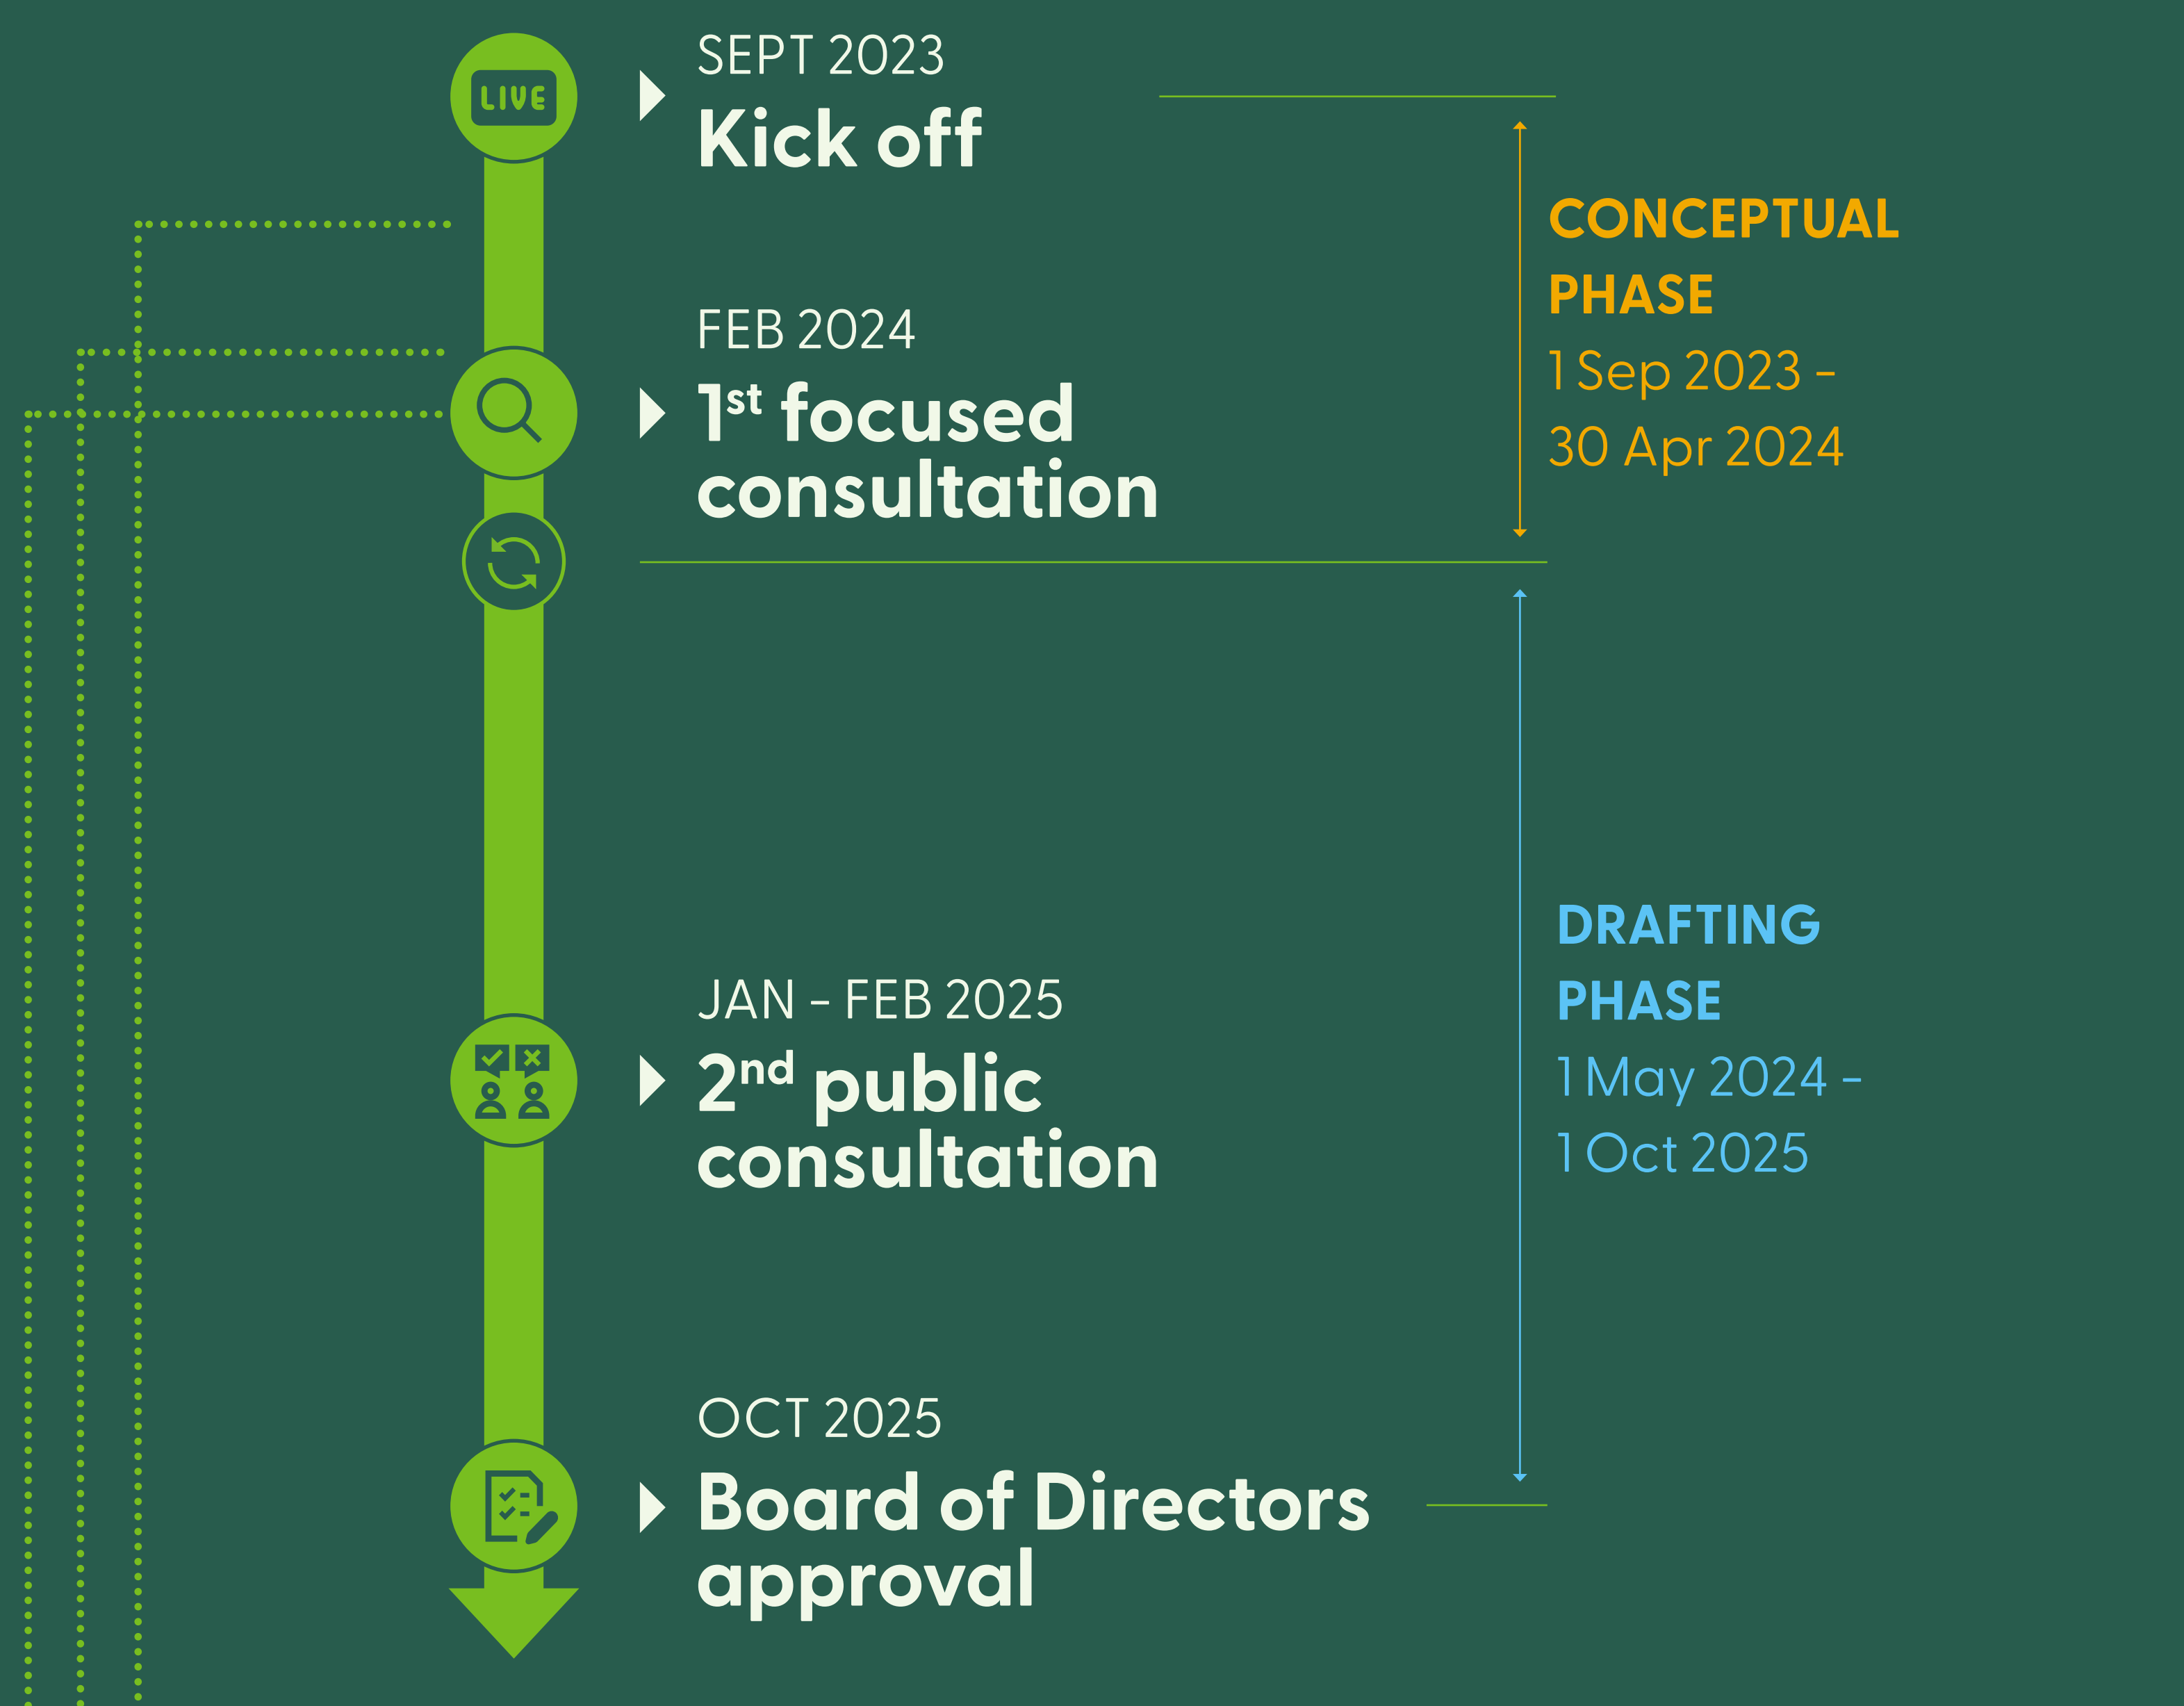 LIVE
SEPT 2023
Kick off
CONCEPTUAL
PHASE
1 Sep 2023 –
30 Apr 2024
FEB 2024
1st focused
consultation
DRAFTING
PHASE
1 May 2024 –
1 Oct 2025
JAN – FEB 2025
2nd public
consultation
OCT 2025
Board of Directors
approval